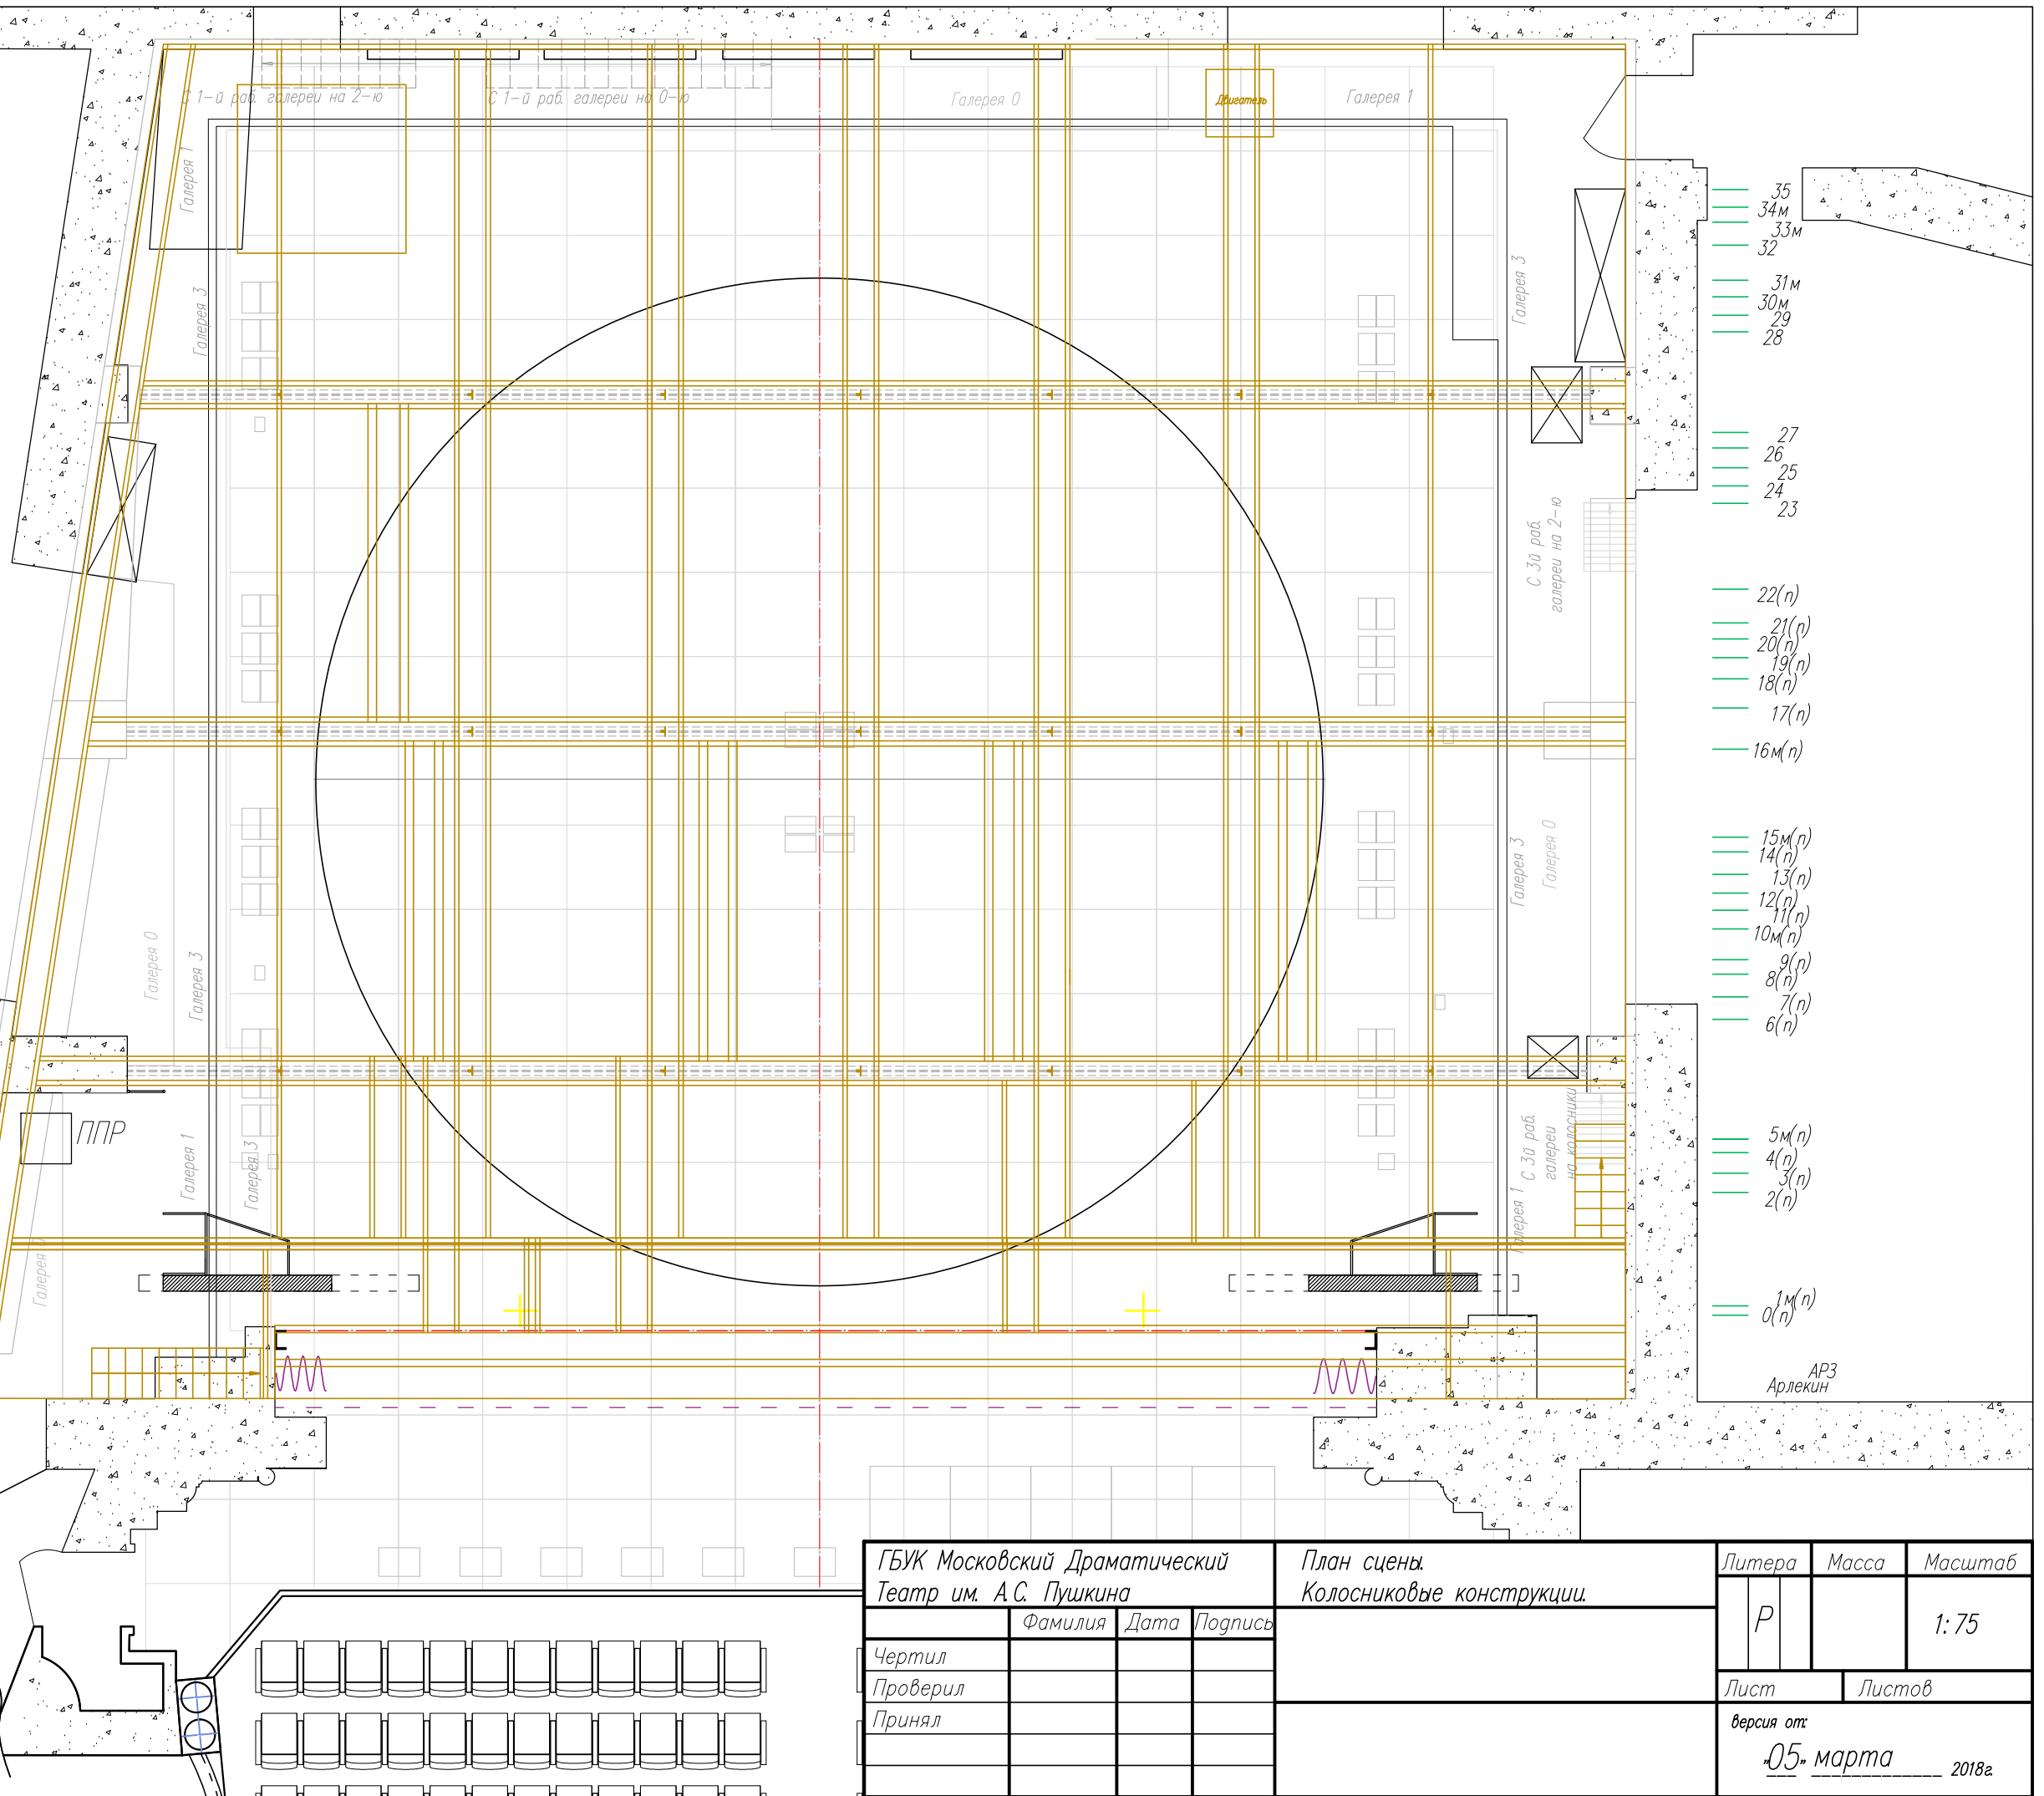 С 1-й раб. галереи на 2-ю
С 1-й раб. галереи на 0-ю
Галерея 0
Двигатель
Галерея 1
Галерея 1
Галерея 3
Галерея 3
35
34м
33м
32
31м
30м
29
28
27
26
25
24
23
С 3й раб.
галереи на 2-ю
22(п)
21(п)
20(п)
19(п)
18(п)
17(п)
16м(п)
15м(п)
14(п)
13(п)
12(п)
11(п)
10м(п)
9(п)
8(п)
7(п)
6(п)
Галерея 3
Галерея 0
Галерея 0
Галерея 3
ППР
Галерея 1
Галерея 3
С 3й раб.
галереи
на колосники
Галерея 1
5м(п)
4(п)
3(п)
2(п)
Галерея 0
1м(п)
0(п)
АРЗ
Арлекин
ГБУК Московский Драматический
Театр им. А.С. Пушкина
План сцены.
Колосниковые конструкции.
Литера Масса Масштаб
Р 1:75
Фамилия Дата Подпись
Чертил
Проверил
Принял
Лист Листов
версия от:
„05„ марта 2018г.